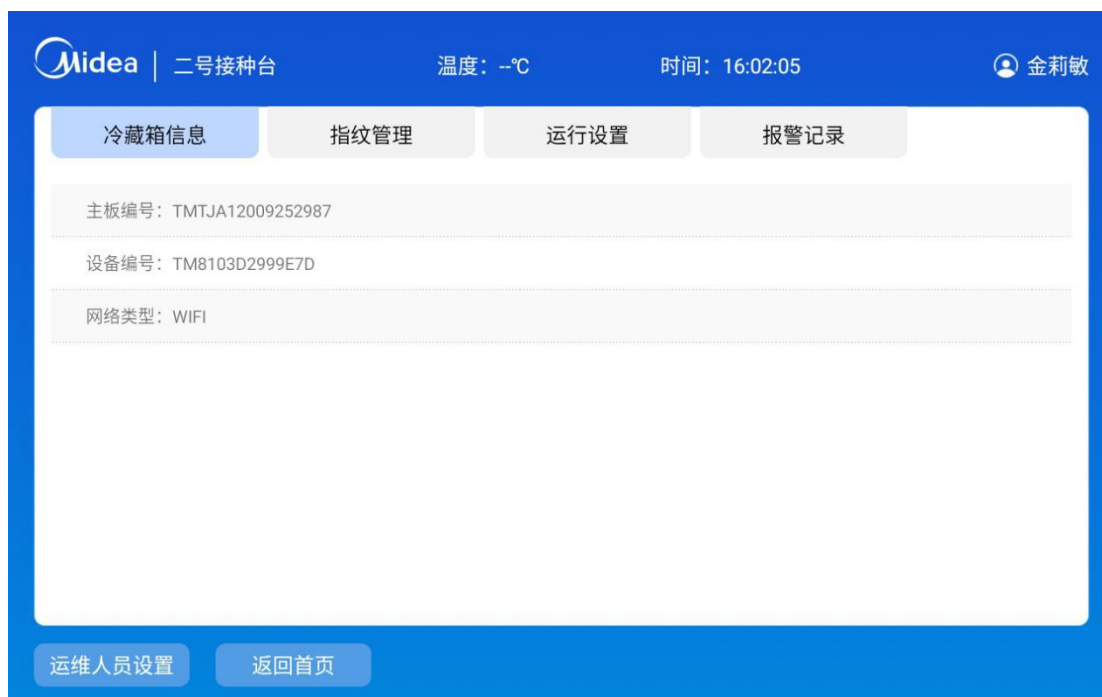 Midea | 二号接种台 温度：--℃ 时间：16:02:05 金莉敏
冷藏箱信息 指纹管理 运行设置 报警记录
主板编号：TMTJA12009252987
设备编号：TM8103D2999E7D
网络类型：WIFI
运维人员设置 返回首页